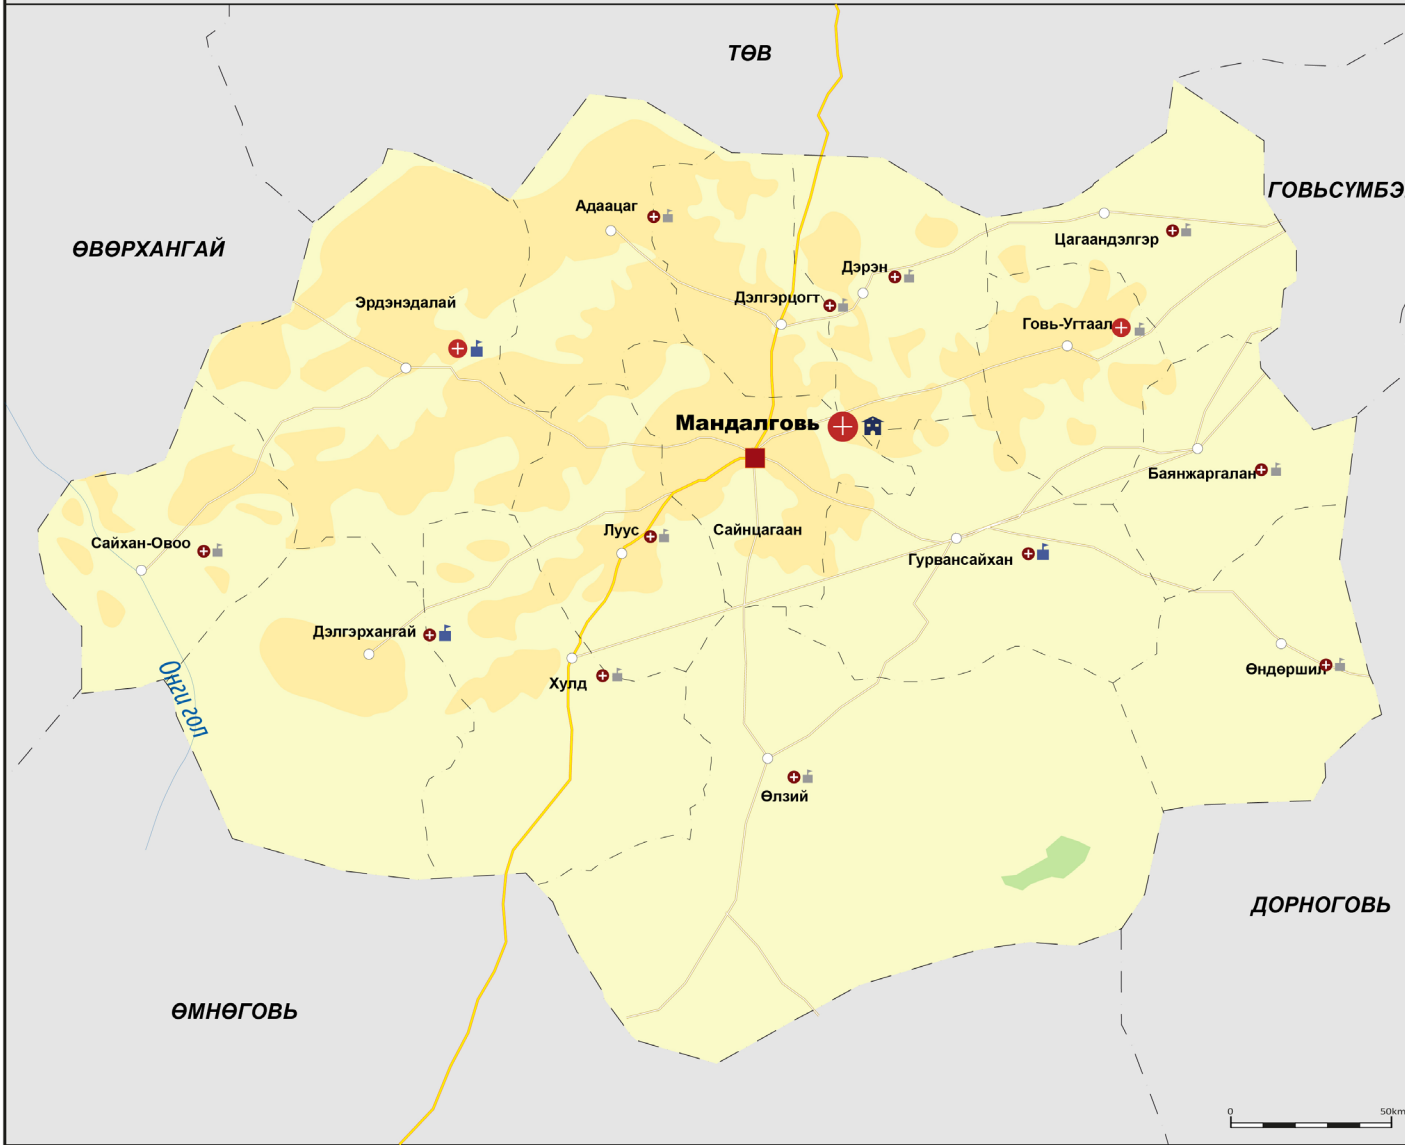 ТӨВ
ГОВЬСҮМБЭ
ӨВӨРХАНГАЙ
Адаацаг
Цагаандэлгэр
Дэрэн
Дэлгэрцогт
Эрдэнэдалай
Говь-Угтаал
Мандалговь
Баянжаргалан
Луус
Сайнцагаан
Сайхан-Овоо
Гурвансайхан
Дэлгэрхангай
Өндөршил
Хулд
Онги гол
Өлзий
ДОРНОГОВЬ
ӨМНӨГОВЬ
0 50km